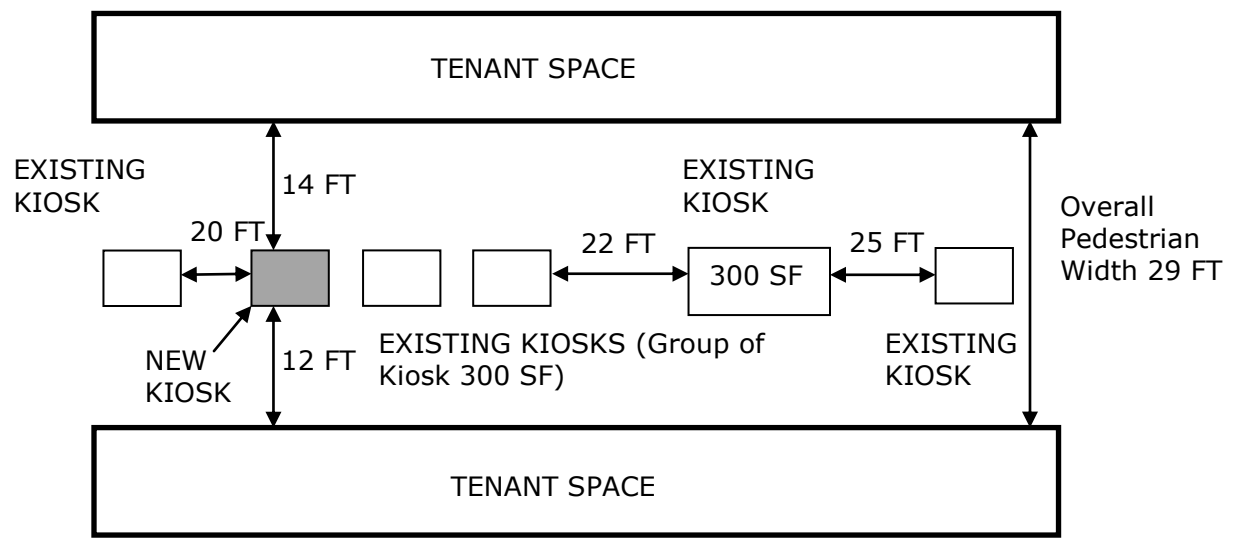 TENANT SPACE
EXISTING
KIOSK
14 FT
EXISTING
KIOSK
20 FT
22 FT
25 FT
300 SF
Overall
Pedestrian
Width 29 FT
NEW
KIOSK
12 FT
EXISTING KIOSKS (Group of
Kiosk 300 SF)
EXISTING
KIOSK
TENANT SPACE